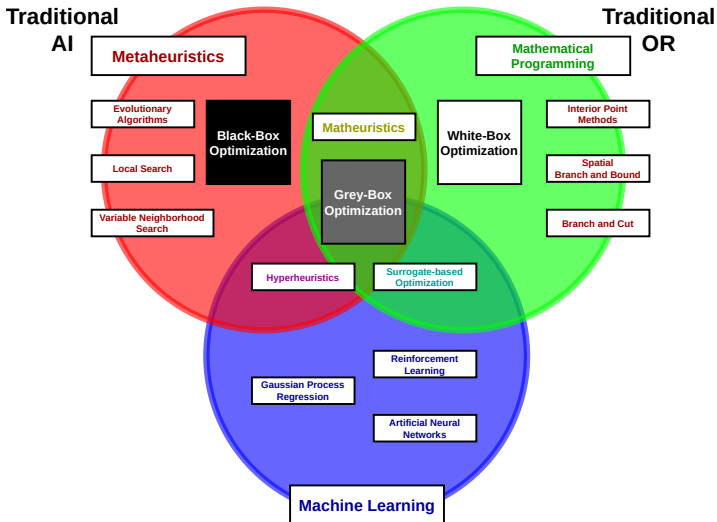 Traditional
AI
Traditional
OR
Metaheuristics
Mathematical
Programming
Evolutionary
Algorithms
Black-Box
Optimization
Matheuristics
White-Box
Optimization
Interior Point
Methods
Local Search
Spatial
Branch and Bound
Grey-Box
Optimization
Variable Neighborhood
Search
Branch and Cut
Hyperheuristics
Surrogate-based
Optimization
Reinforcement
Learning
Gaussian Process
Regression
Artificial Neural
Networks
Machine Learning